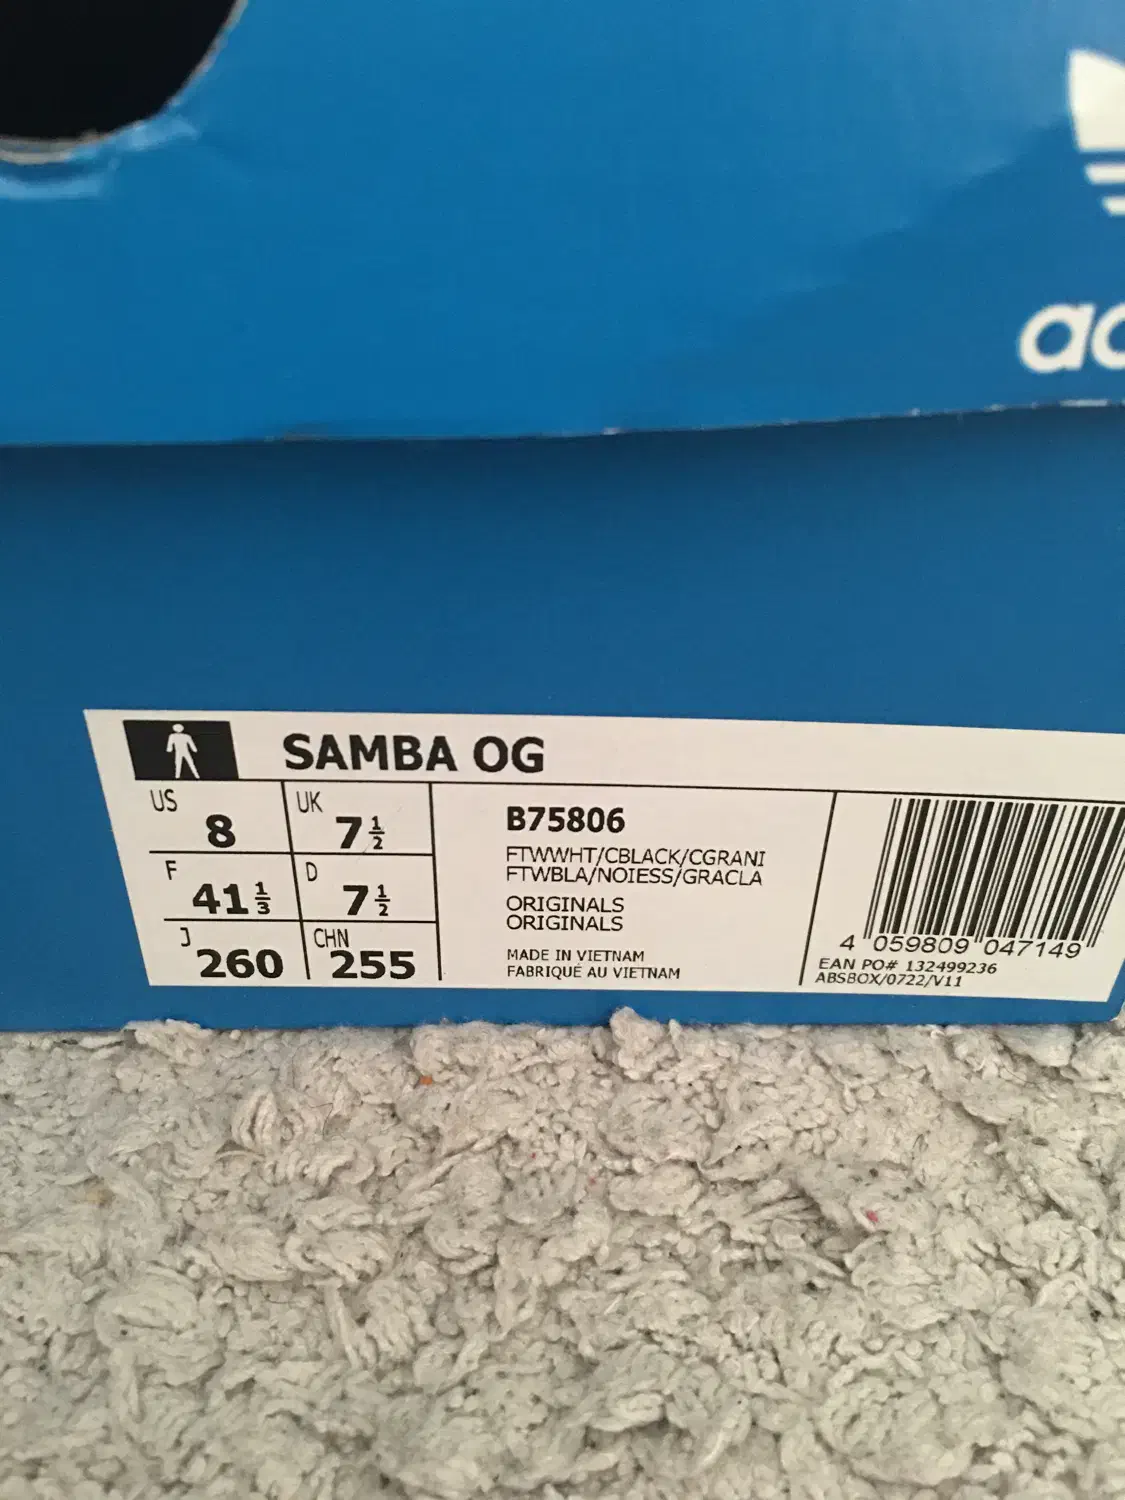 ad
SAMBA OG
US 8 UK 7½
F 41⅓ D 7½
J 260 CHN 255
B75806
FTWWHT/CBLACK/CGRANI
FTWBLA/NOIESS/GRACLA
ORIGINALS
ORIGINALS
MADE IN VIETNAM
FABRIQUÉ AU VIETNAM
4 059809 047149
EAN PO# 132499236
ABSBOX/0722/V11